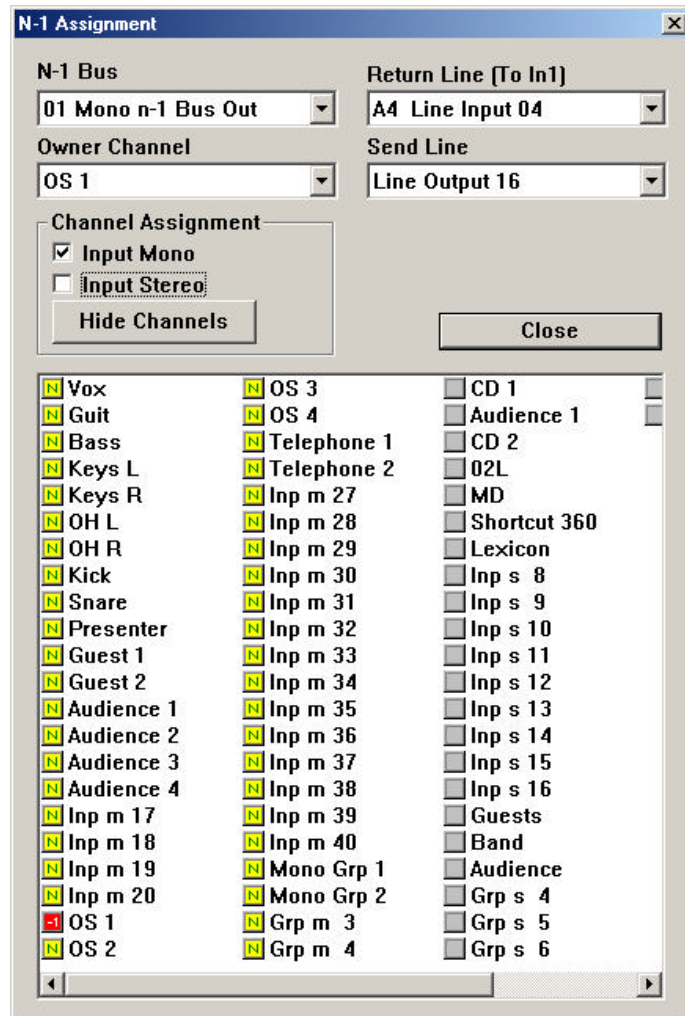 N-1 Assignment
N-1 Bus
Return Line (To In1)
01 Mono n-1 Bus Out
A4 Line Input 04
Owner Channel
Send Line
OS 1
Line Output 16
Channel Assignment
Input Mono
Input Stereo
Hide Channels
Close
N Vox
N Guit
N Bass
N Keys L
N Keys R
N OH L
N OH R
N Kick
N Snare
N Presenter
N Guest 1
N Guest 2
N Audience 1
N Audience 2
N Audience 3
N Audience 4
N Inp m 17
N Inp m 18
N Inp m 19
N Inp m 20
-1 OS 1
N OS 2
N OS 3
N OS 4
N Telephone 1
N Telephone 2
N Inp m 27
N Inp m 28
N Inp m 29
N Inp m 30
N Inp m 31
N Inp m 32
N Inp m 33
N Inp m 34
N Inp m 35
N Inp m 36
N Inp m 37
N Inp m 38
N Inp m 39
N Inp m 40
N Mono Grp 1
N Mono Grp 2
N Grp m 3
N Grp m 4
CD 1
Audience 1
CD 2
02L
MD
Shortcut 360
Lexicon
Inp s 8
Inp s 9
Inp s 10
Inp s 11
Inp s 12
Inp s 13
Inp s 14
Inp s 15
Inp s 16
Guests
Band
Audience
Grp s 4
Grp s 5
Grp s 6